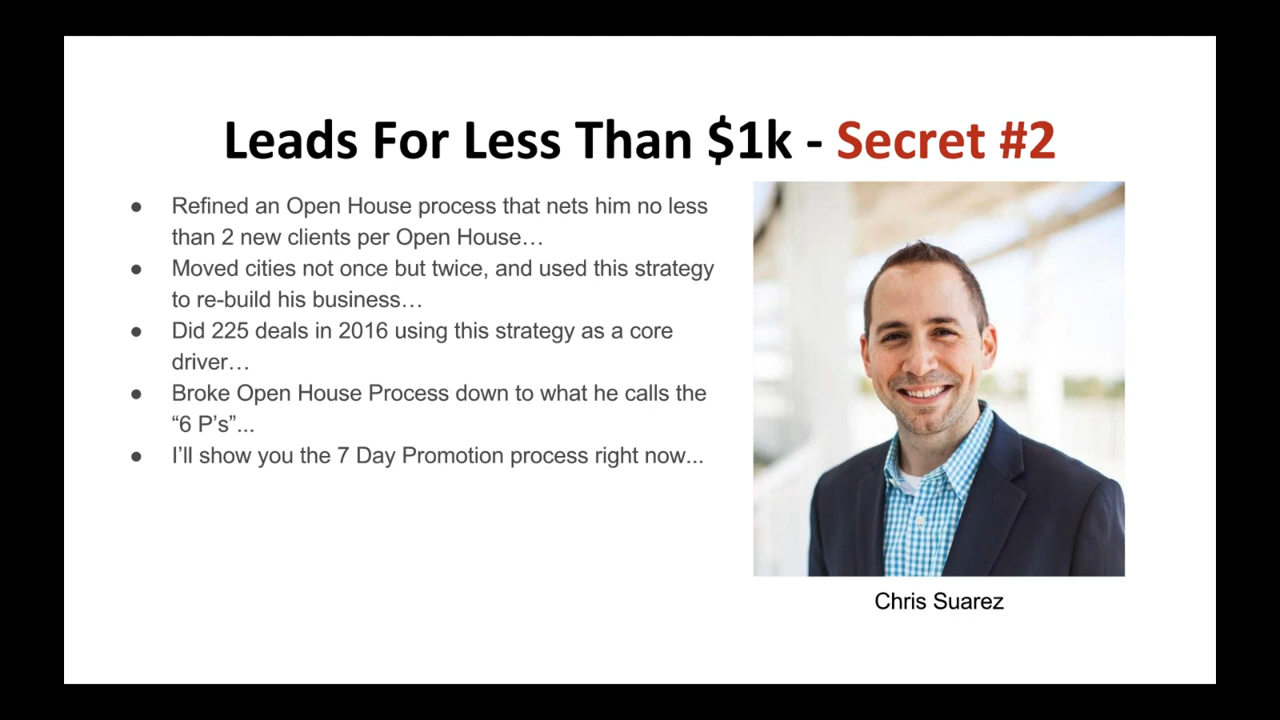 Leads For Less Than $1k - Secret #2
● Refined an Open House process that nets him no less
than 2 new clients per Open House…
● Moved cities not once but twice, and used this strategy
to re-build his business…
● Did 225 deals in 2016 using this strategy as a core
driver…
● Broke Open House Process down to what he calls the
“6 P’s”...
● I’ll show you the 7 Day Promotion process right now...
Chris Suarez